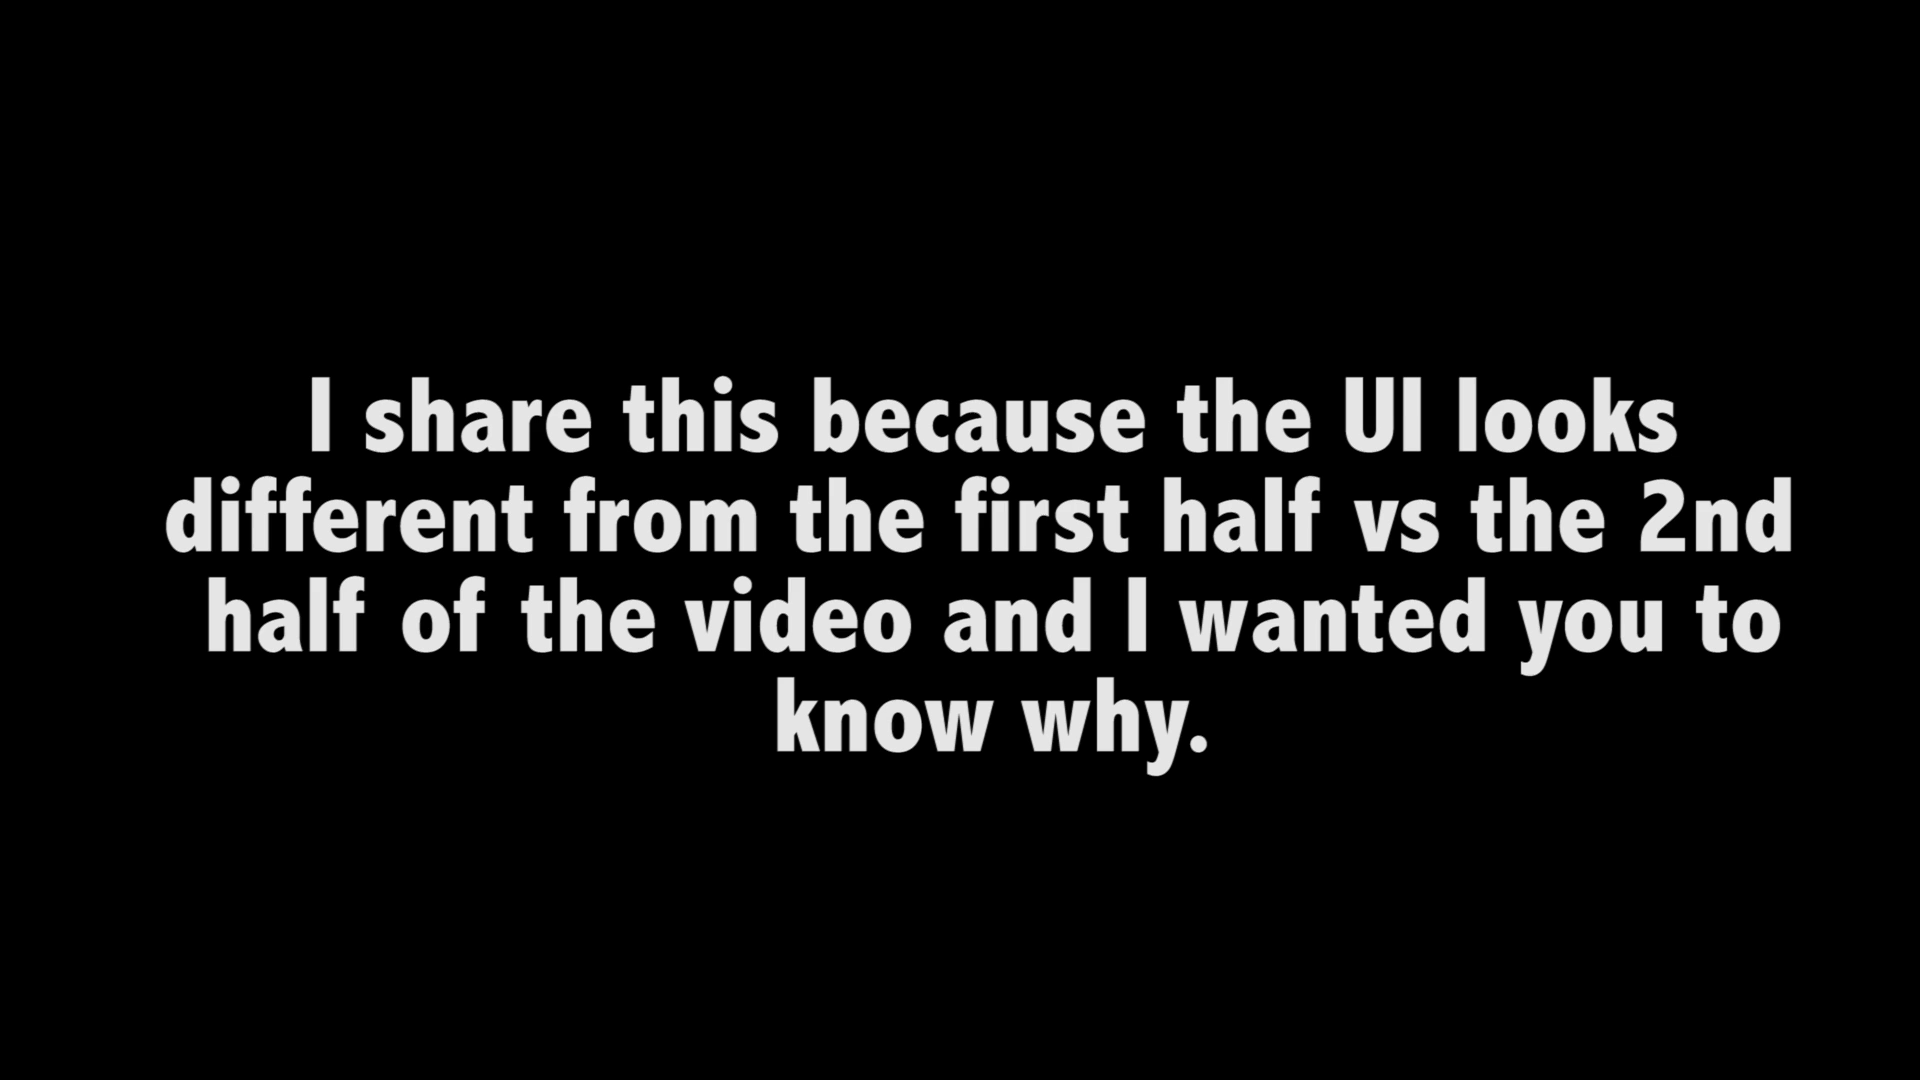 I share this because the UI looks
different from the first half vs the 2nd
half of the video and I wanted you to
know why.